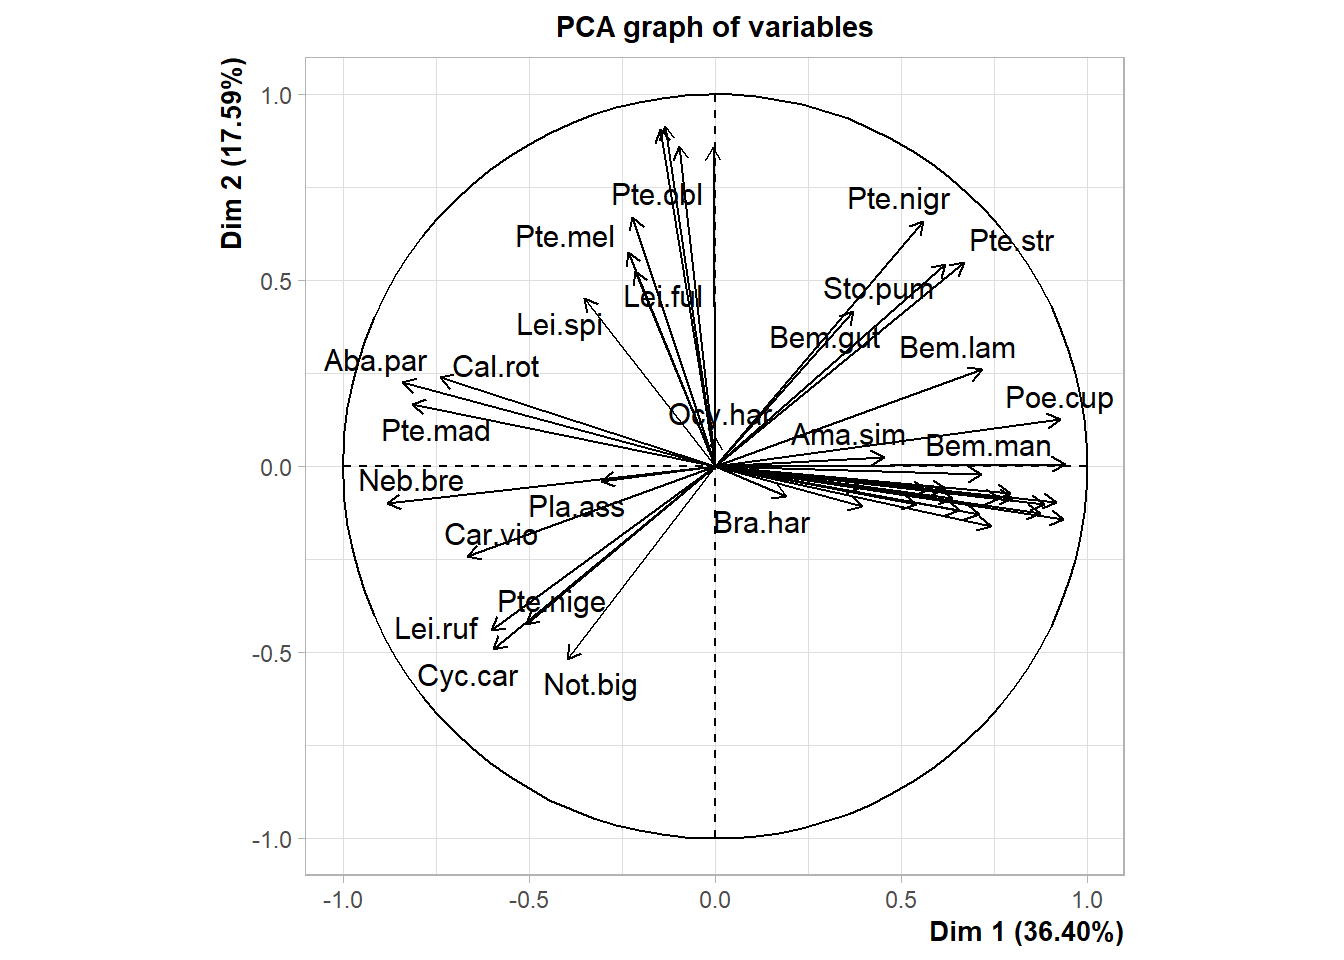 PCA graph of variables
Dim 2 (17.59%)
1.0
0.5
0.0
-0.5
-1.0
Pte.obl
Pte.nigr
Pte.mel
Pte.str
Lei.ful
Sto.pum
Lei.spi
Bem.gut
Bem.lam
Aba.par
Cal.rot
Poe.cup
Ocy.har
Pte.mad
Ama.sim
Bem.man
Neb.bre
Pla.ass
Bra.har
Car.vio
Pte.nige
Lei.ruf
Cyc.car
Not.big
-1.0 -0.5 0.0 0.5 1.0
Dim 1 (36.40%)